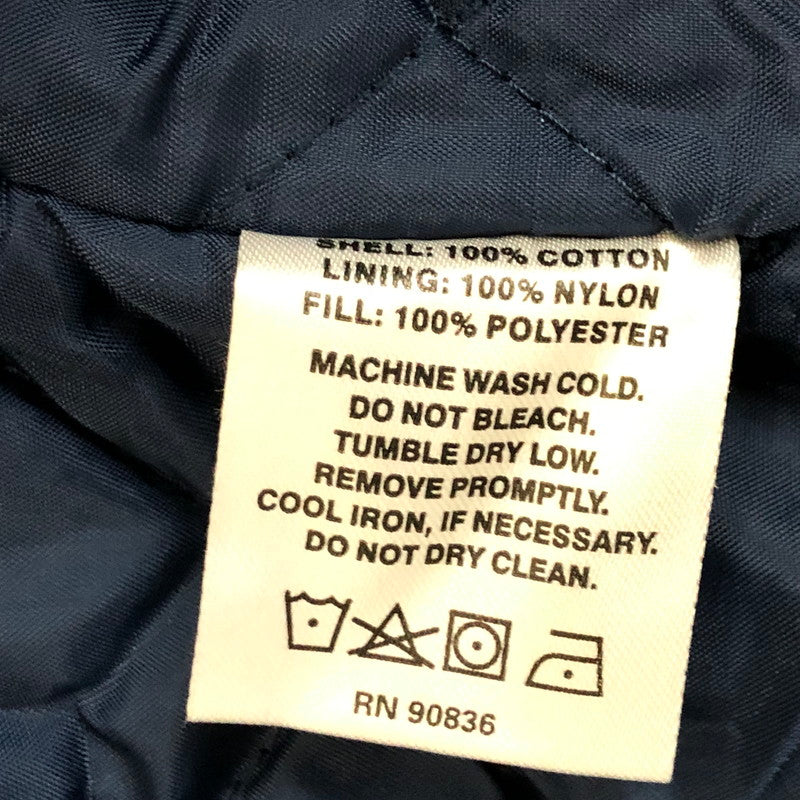 SHELL: 100% COTTON
LINING: 100% NYLON
FILL: 100% POLYESTER
MACHINE WASH COLD.
DO NOT BLEACH.
TUMBLE DRY LOW.
REMOVE PROMPTLY.
COOL IRON, IF NECESSARY.
DO NOT DRY CLEAN.
RN 90836